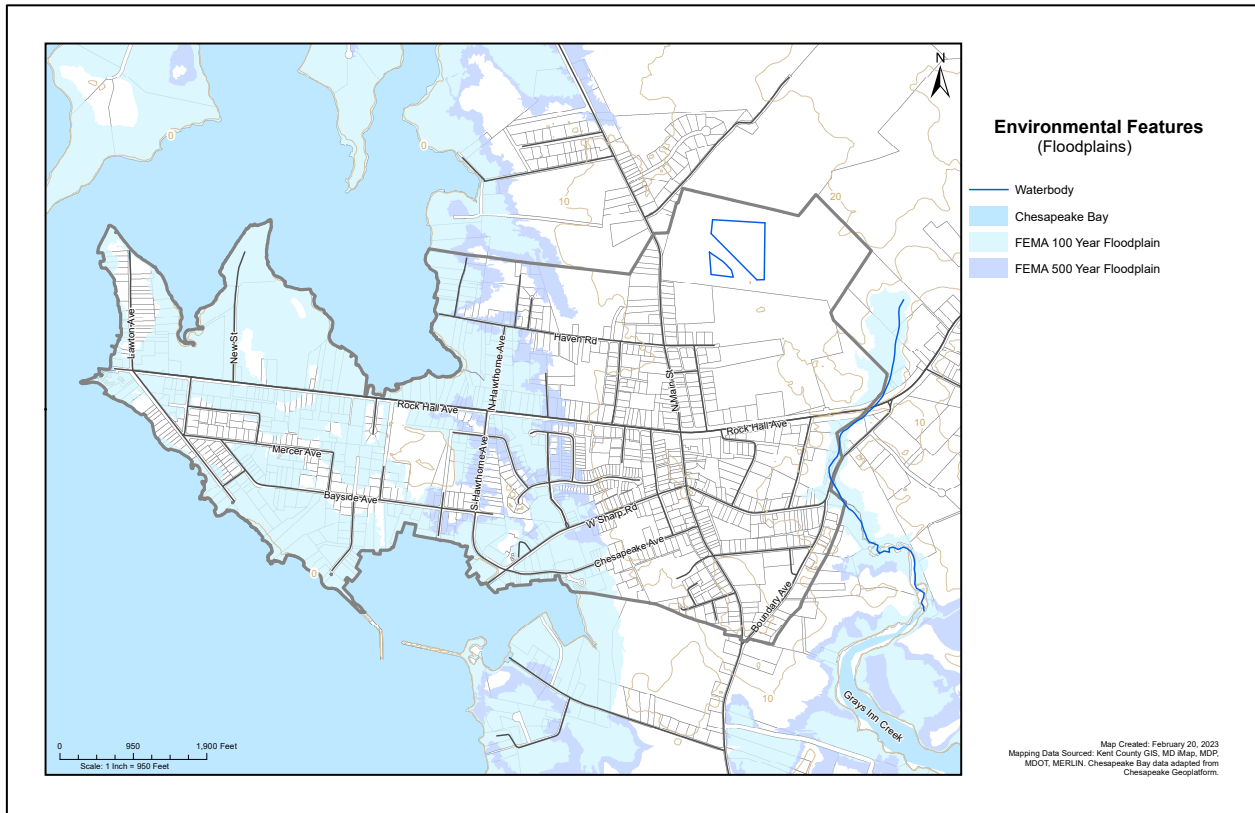 N
0
0
10
20
Lawton Ave
New St
Haven Rd
N Hawthorne Ave
N Main St
Rock Hall Ave
Rock Hall Ave
10
Mercer Ave
S Hawthorne Ave
Bayside Ave
W Sharp Rd
Chesapeake Ave
0
Boundary Ave
10
Grays Inn Creek
0 950 1,900 Feet
Scale: 1 Inch = 950 Feet
Environmental Features
(Floodplains)
Waterbody
Chesapeake Bay
FEMA 100 Year Floodplain
FEMA 500 Year Floodplain
Map Created: February 20, 2023
Mapping Data Sourced: Kent County GIS, MD iMap, MDP,
MDOT, MERLIN. Chesapeake Bay data adapted from
Chesapeake Geoplatform.